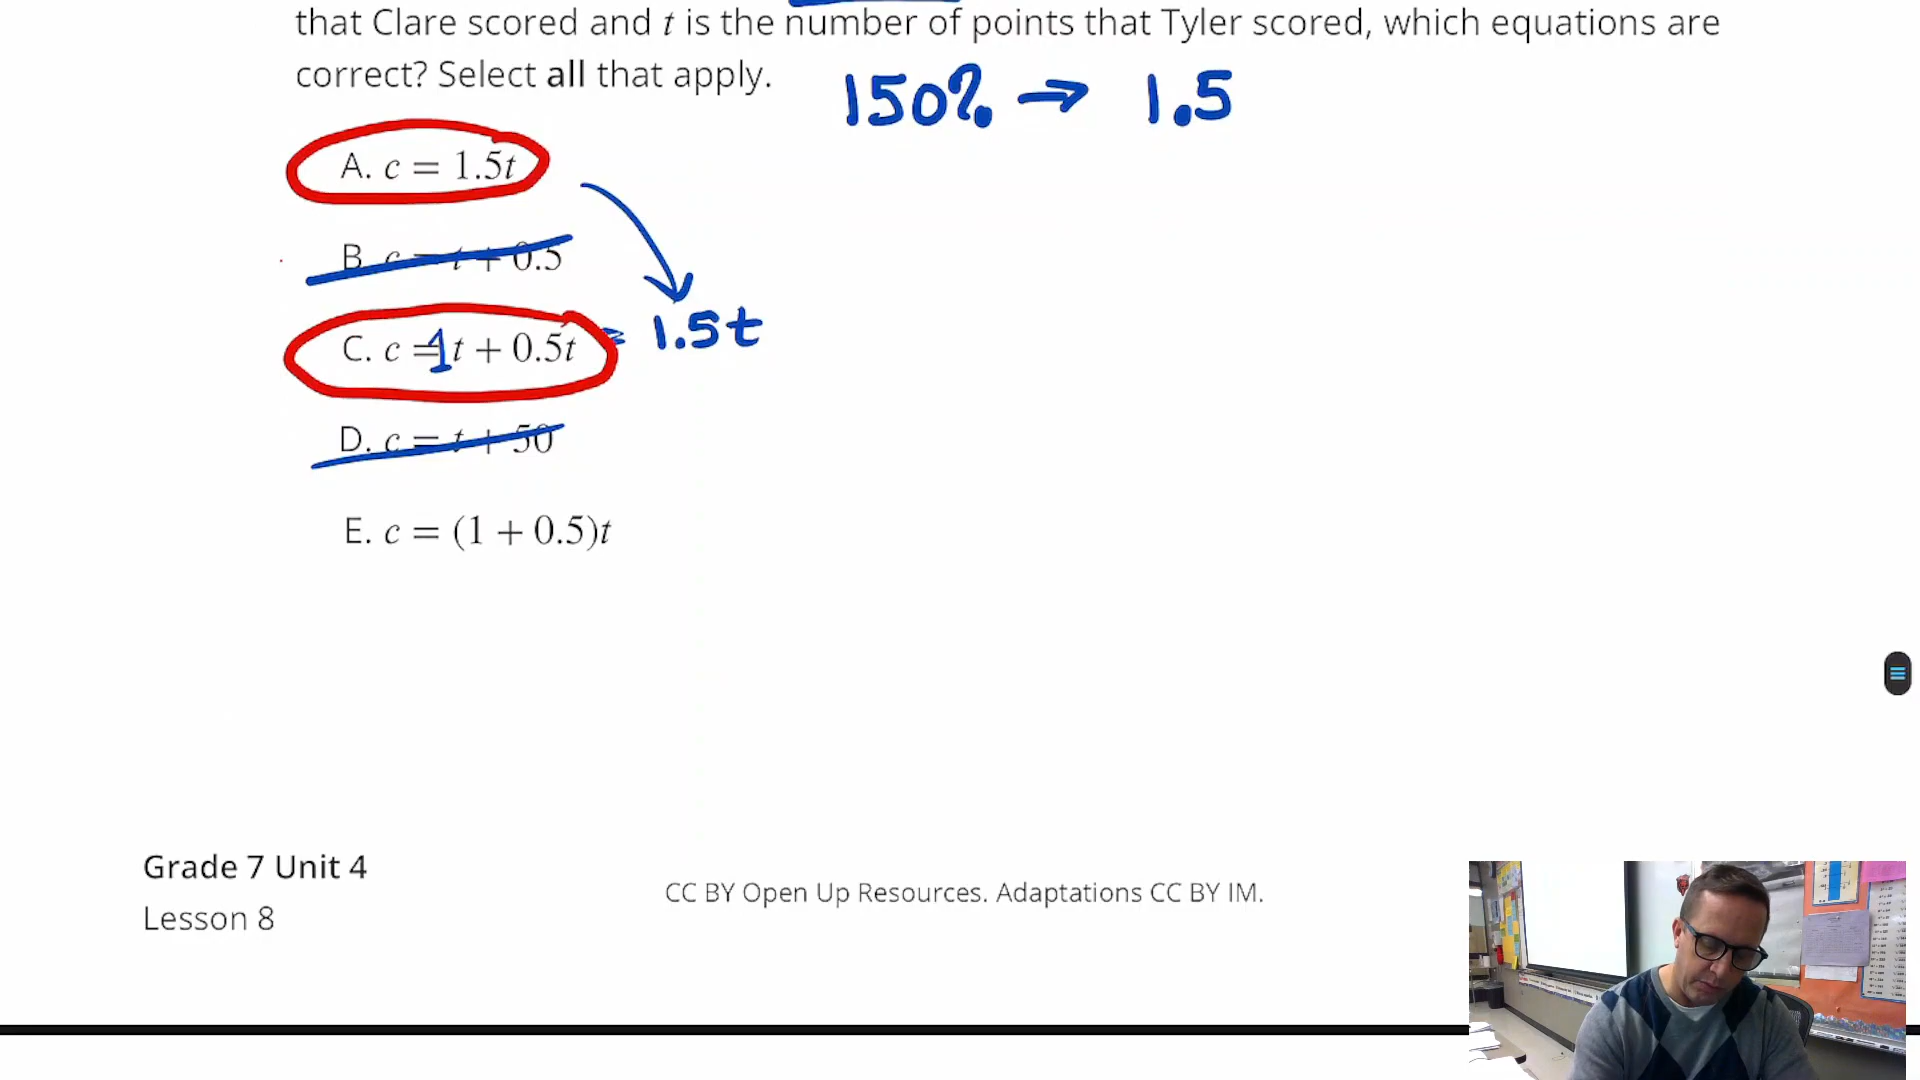 that Clare scored and t is the number of points that Tyler scored, which equations are
correct? Select all that apply.
150% → 1.5
A. c = 1.5t
B. c = t + 0.5
C. c = 1t + 0.5t = 1.5t
D. c = t + 50
E. c = (1 + 0.5)t
Grade 7 Unit 4
Lesson 8
CC BY Open Up Resources. Adaptations CC BY IM.